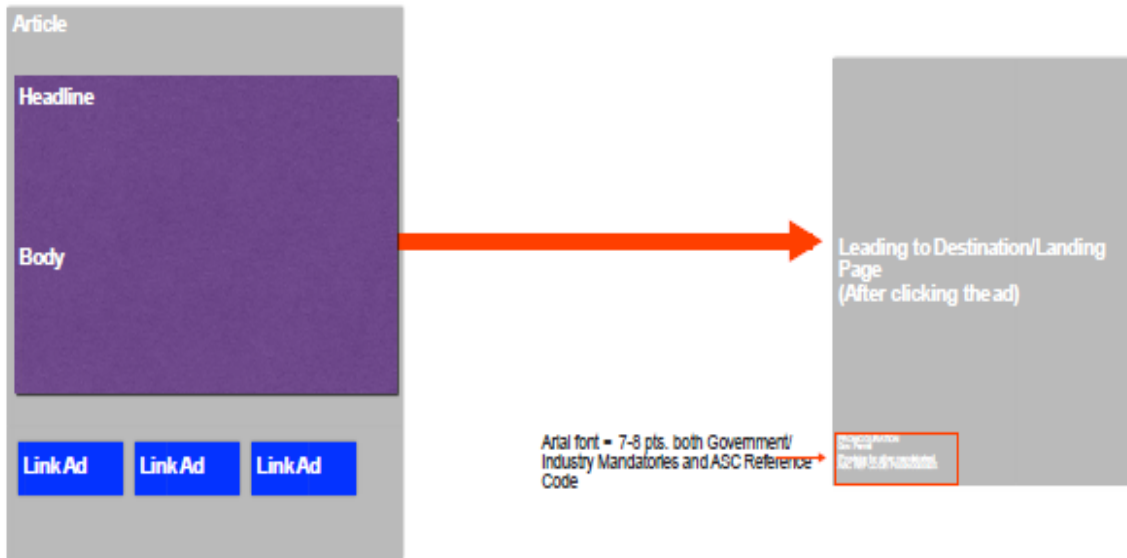 Article
Headline
Body
Link Ad
Link Ad
Link Ad
Leading to Destination/Landing
Page
(After clicking the ad)
Arial font = 7-8 pts. both Government/
Industry Mandatories and ASC Reference
Code